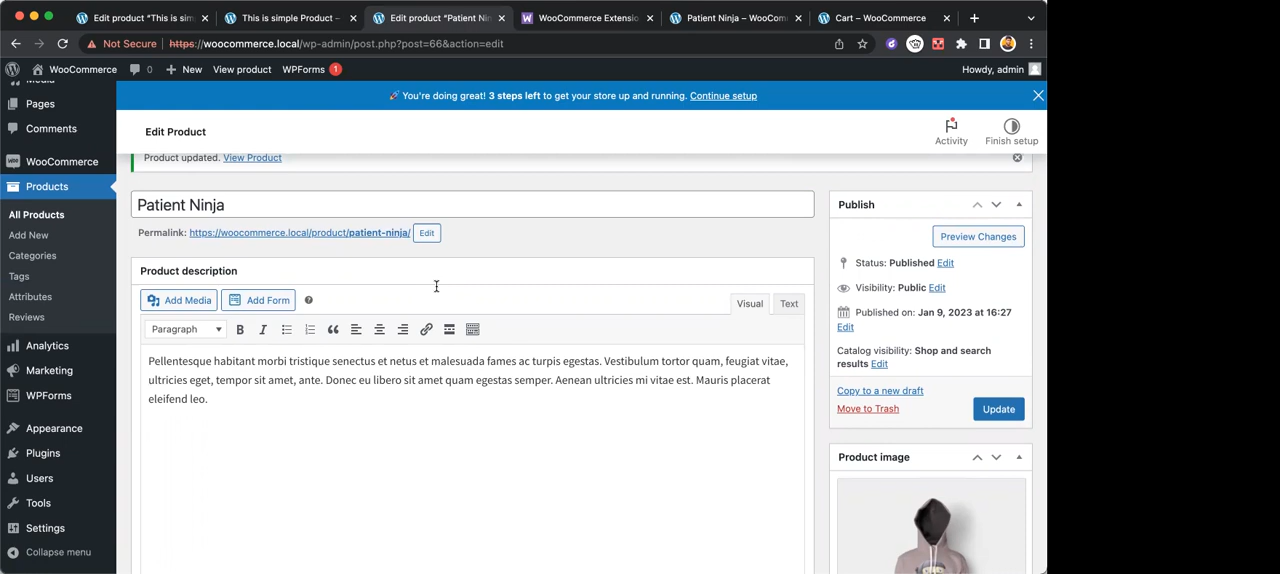 Edit product "This is sim
This is simple Product –
Edit product "Patient Nin
WooCommerce Extensio
Patient Ninja – WooCom
Cart – WooCommerce
Not Secure
https://woocommerce.local/wp-admin/post.php?post=66&action=edit
WooCommerce
0
New
View product
WPForms
1
Howdy, admin
Pages
Comments
WooCommerce
Products
All Products
Add New
Categories
Tags
Attributes
Reviews
Analytics
Marketing
WPForms
Appearance
Plugins
Users
Tools
Settings
Collapse menu
🚀 You're doing great! 3 steps left to get your store up and running. Continue setup
Edit Product
Activity
Finish setup
Product updated. View Product
Patient Ninja
Permalink: https://woocommerce.local/product/patient-ninja/ Edit
Product description
Add Media
Add Form
Visual
Text
Paragraph
Pellentesque habitant morbi tristique senectus et netus et malesuada fames ac turpis egestas. Vestibulum tortor quam, feugiat vitae,
ultricies eget, tempor sit amet, ante. Donec eu libero sit amet quam egestas semper. Aenean ultricies mi vitae est. Mauris placerat
eleifend leo.
Publish
Preview Changes
Status: Published Edit
Visibility: Public Edit
Published on: Jan 9, 2023 at 16:27
Edit
Catalog visibility: Shop and search
results Edit
Copy to a new draft
Move to Trash
Update
Product image